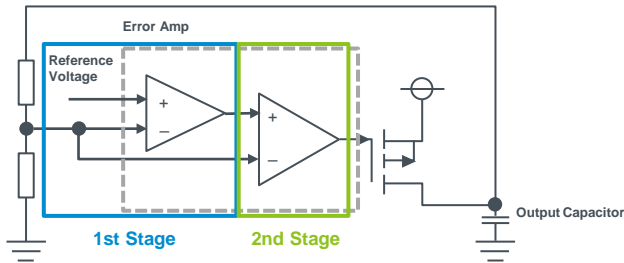 Error Amp
Reference
Voltage
+
−
+
−
Output Capacitor
1st Stage
2nd Stage